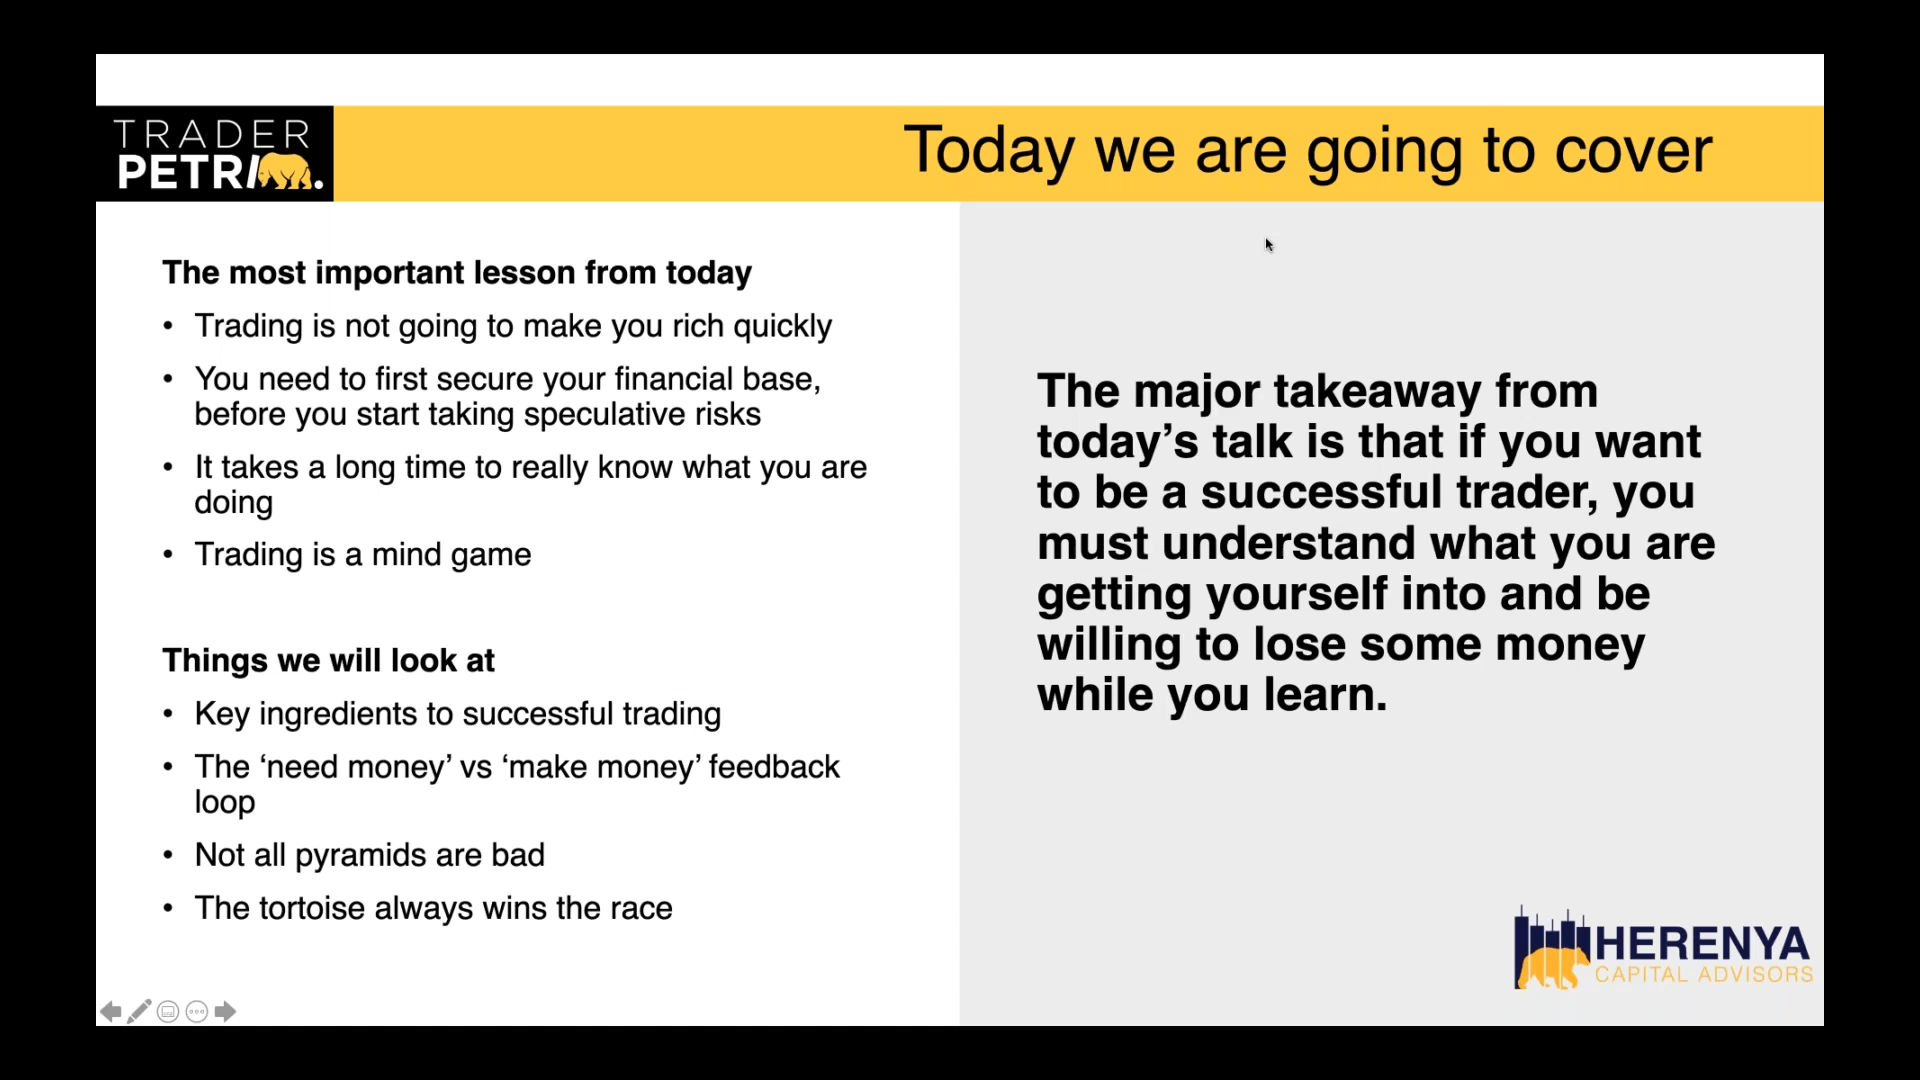 TRADER
PETRI.
Today we are going to cover
The most important lesson from today
• Trading is not going to make you rich quickly
• You need to first secure your financial base,
before you start taking speculative risks
• It takes a long time to really know what you are
doing
• Trading is a mind game
Things we will look at
• Key ingredients to successful trading
• The ‘need money’ vs ‘make money’ feedback
loop
• Not all pyramids are bad
• The tortoise always wins the race
The major takeaway from
today’s talk is that if you want
to be a successful trader, you
must understand what you are
getting yourself into and be
willing to lose some money
while you learn.
HERENYA
CAPITAL ADVISORS